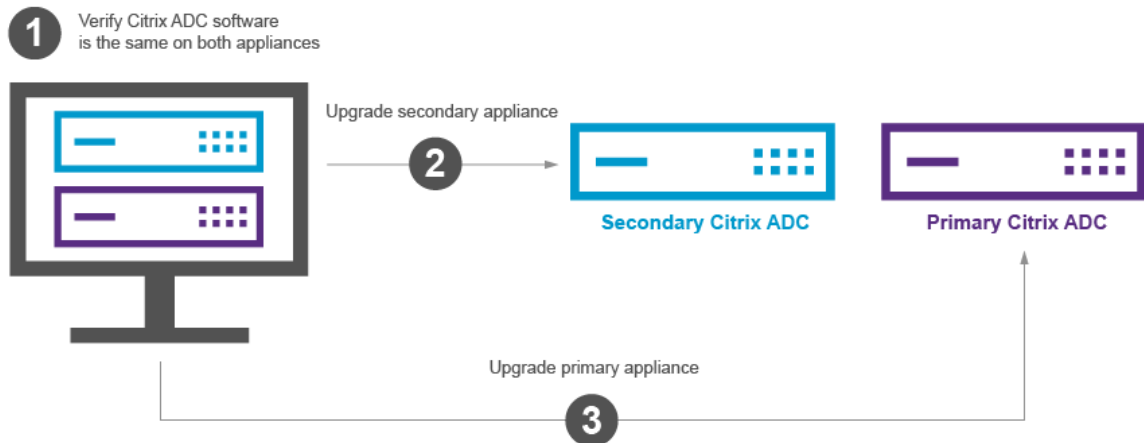 1
Verify Citrix ADC software
is the same on both appliances
Upgrade secondary appliance
2
Secondary Citrix ADC
Primary Citrix ADC
Upgrade primary appliance
3